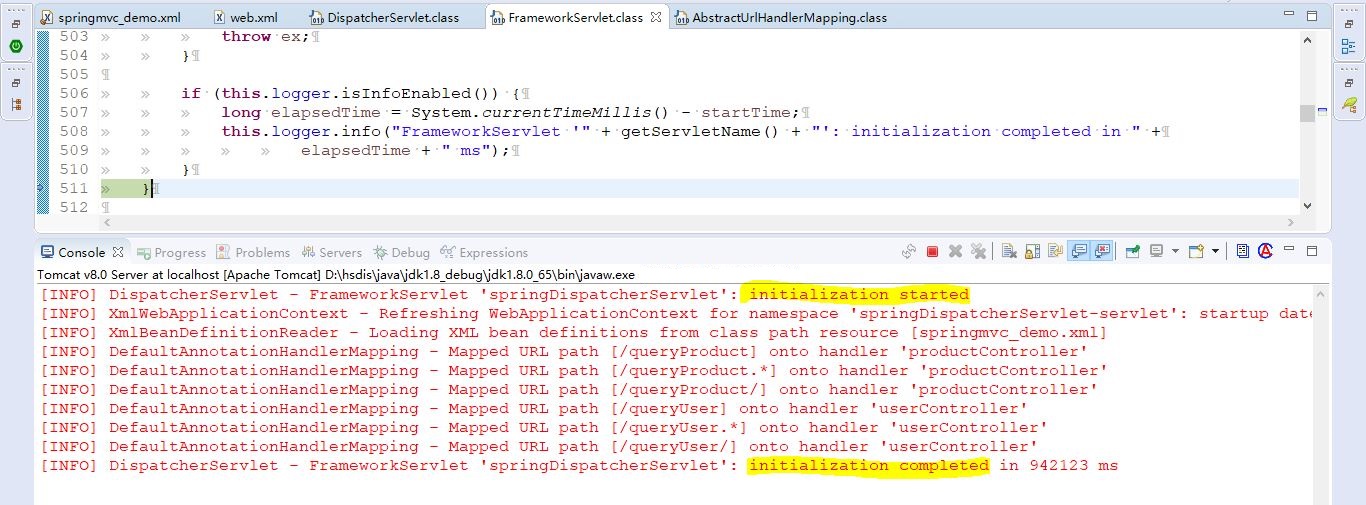 springmvc_demo.xml web.xml DispatcherServlet.class FrameworkServlet.class AbstractUrlHandlerMapping.class
503 » » » throw·ex;¶
504 » » }¶
505 ¶
506 » » if·(this.logger.isInfoEnabled())·{¶
507 » » » long·elapsedTime·=·System.currentTimeMillis()·-·startTime;¶
508 » » » this.logger.info("FrameworkServlet·'"·+·getServletName()·+·"':·initialization·completed·in·"·+¶
509 » » » » » elapsedTime·+·"·ms");¶
510 » » }¶
511 » }¶
512 ¶
Console Progress Problems Servers Debug Expressions
Tomcat v8.0 Server at localhost [Apache Tomcat] D:\hsdis\java\jdk1.8_debug\jdk1.8.0_65\bin\javaw.exe
[INFO] DispatcherServlet - FrameworkServlet 'springDispatcherServlet': initialization started
[INFO] XmlWebApplicationContext - Refreshing WebApplicationContext for namespace 'springDispatcherServlet-servlet': startup date
[INFO] XmlBeanDefinitionReader - Loading XML bean definitions from class path resource [springmvc_demo.xml]
[INFO] DefaultAnnotationHandlerMapping - Mapped URL path [/queryProduct] onto handler 'productController'
[INFO] DefaultAnnotationHandlerMapping - Mapped URL path [/queryProduct.*] onto handler 'productController'
[INFO] DefaultAnnotationHandlerMapping - Mapped URL path [/queryProduct/] onto handler 'productController'
[INFO] DefaultAnnotationHandlerMapping - Mapped URL path [/queryUser] onto handler 'userController'
[INFO] DefaultAnnotationHandlerMapping - Mapped URL path [/queryUser.*] onto handler 'userController'
[INFO] DefaultAnnotationHandlerMapping - Mapped URL path [/queryUser/] onto handler 'userController'
[INFO] DispatcherServlet - FrameworkServlet 'springDispatcherServlet': initialization completed in 942123 ms